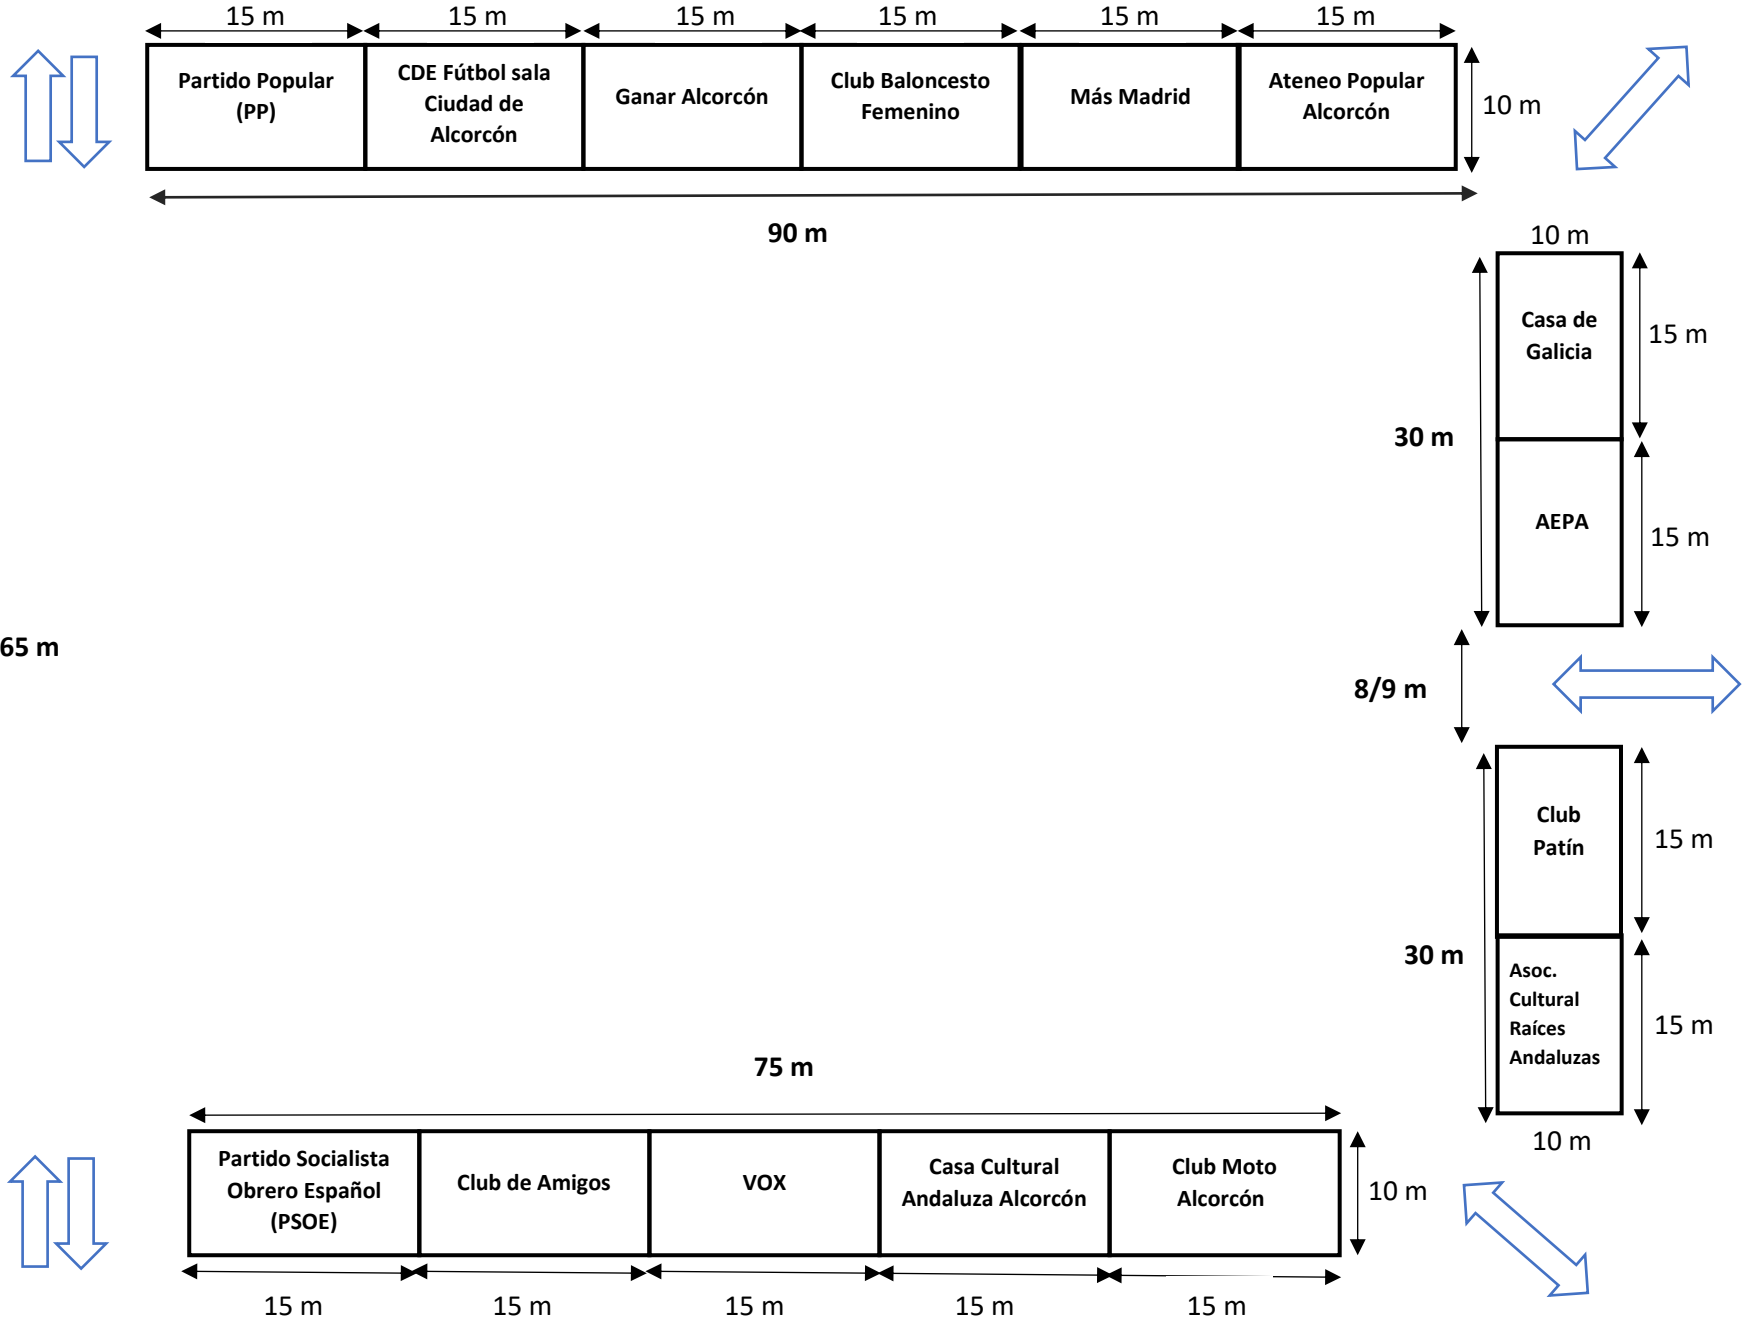 15 m 15 m 15 m 15 m 15 m 15 m
Partido Popular
(PP)
CDE Fútbol sala
Ciudad de
Alcorcón
Ganar Alcorcón
Club Baloncesto
Femenino
Más Madrid
Ateneo Popular
Alcorcón
10 m
90 m
10 m
Casa de
Galicia
15 m
30 m
AEPA
15 m
65 m
8/9 m
Club
Patín
15 m
30 m
Asoc.
Cultural
Raíces
Andaluzas
15 m
10 m
75 m
Partido Socialista
Obrero Español
(PSOE)
Club de Amigos
VOX
Casa Cultural
Andaluza Alcorcón
Club Moto
Alcorcón
10 m
15 m 15 m 15 m 15 m 15 m